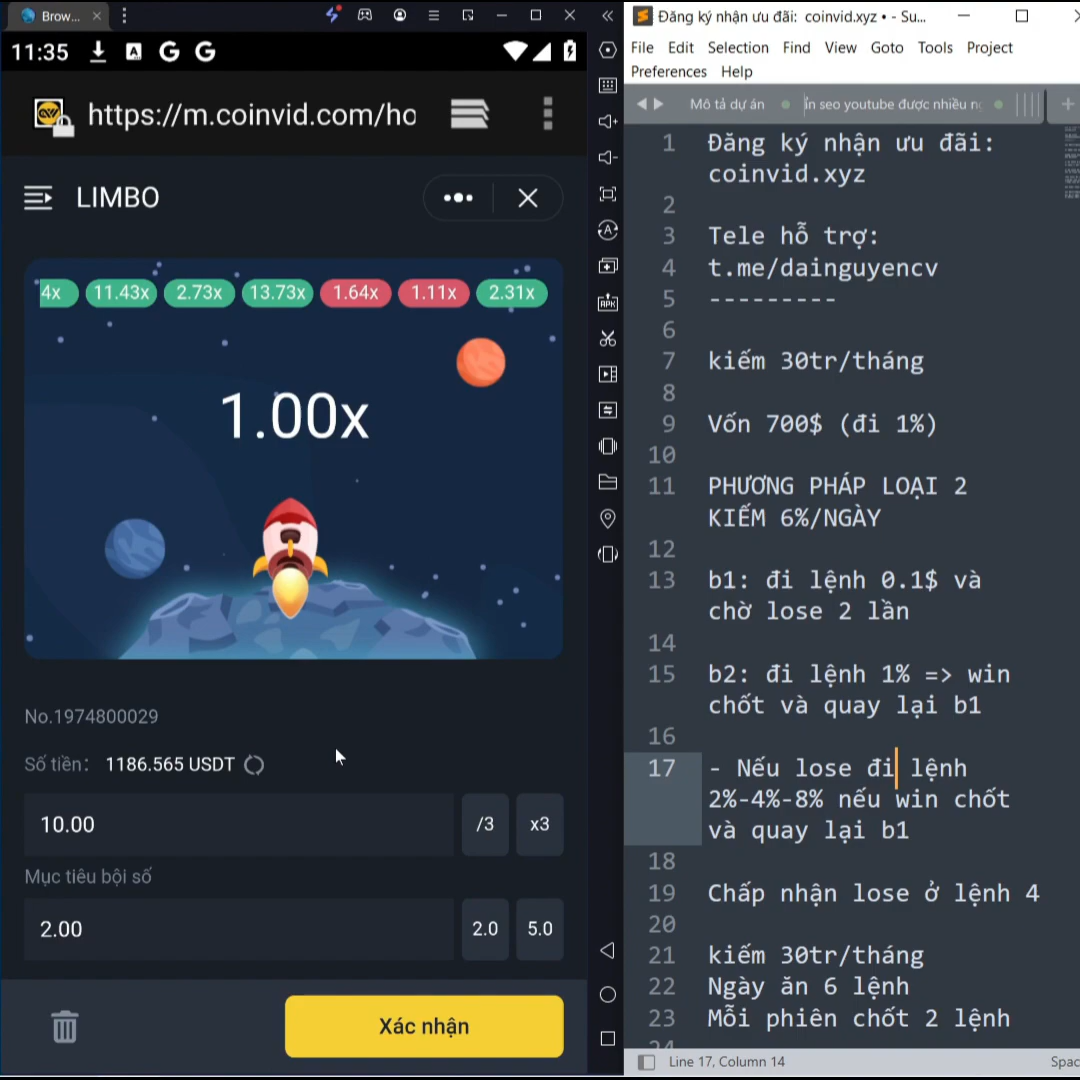 Brow...
11:35
https://m.coinvid.com/ho
LIMBO
4x 11.43x 2.73x 13.73x 1.64x 1.11x 2.31x
1.00x
No.1974800029
Số tiền: 1186.565 USDT
10.00 /3 x3
Mục tiêu bội số
2.00 2.0 5.0
Xác nhận
APK
Đăng ký nhận ưu đãi: coinvid.xyz • - Su...
File Edit Selection Find View Goto Tools Project
Preferences Help
Mô tả dự án ín seo youtube được nhiều
1 Đăng ký nhận ưu đãi:
coinvid.xyz
2
3 Tele hỗ trợ:
4 t.me/dainguyencv
5 ---------
6
7 kiếm 30tr/tháng
8
9 Vốn 700$ (đi 1%)
10
11 PHƯƠNG PHÁP LOẠI 2
KIẾM 6%/NGÀY
12
13 b1: đi lệnh 0.1$ và
chờ lose 2 lần
14
15 b2: đi lệnh 1% => win
chốt và quay lại b1
16
17 - Nếu lose đi lệnh
2%-4%-8% nếu win chốt
và quay lại b1
18
19 Chấp nhận lose ở lệnh 4
20
21 kiếm 30tr/tháng
22 Ngày ăn 6 lệnh
23 Mỗi phiên chốt 2 lệnh
Line 17, Column 14
Spac